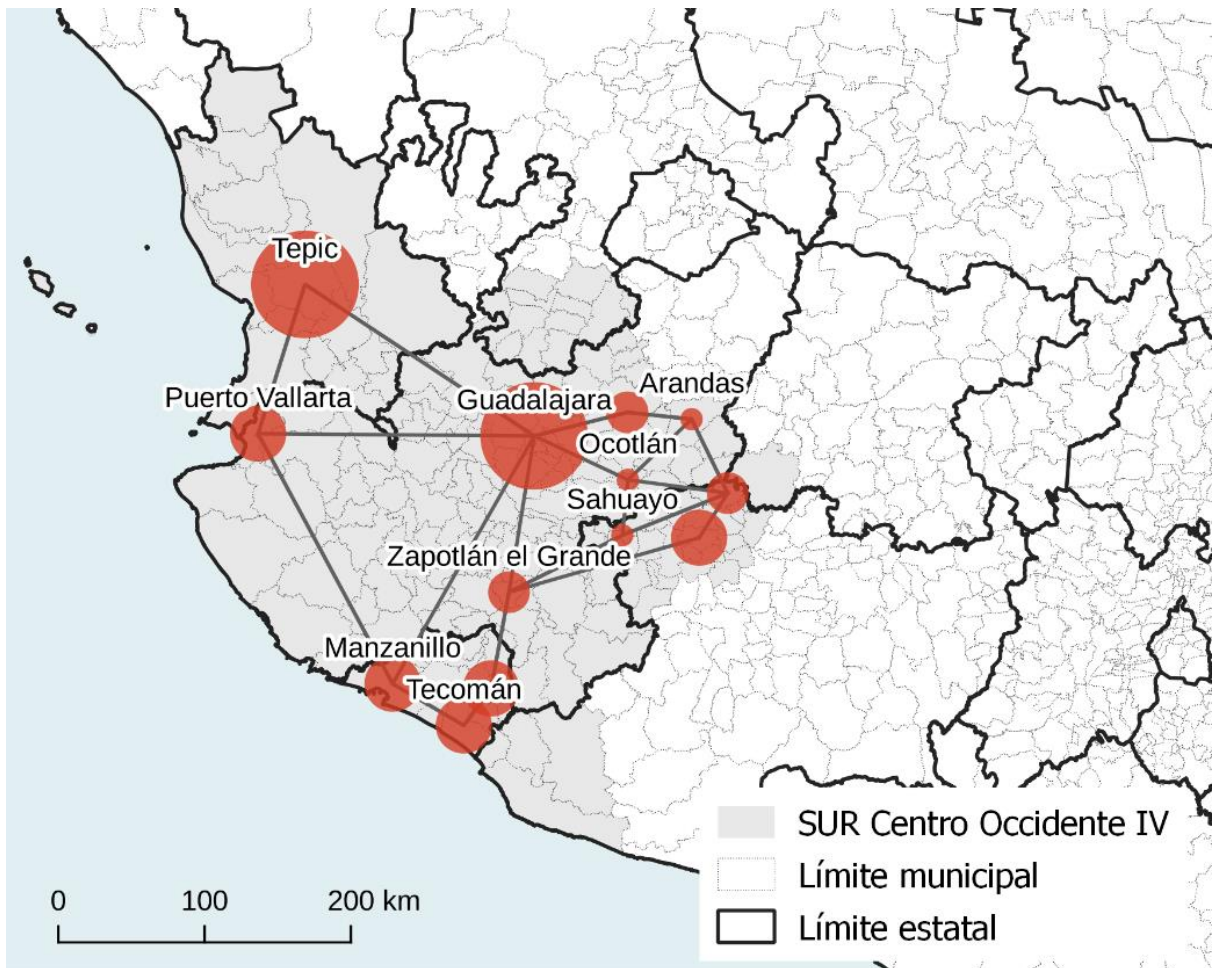 Tepic
Puerto Vallarta
Guadalajara
Arandas
Ocotlán
Sahuayo
Zapotlán el Grande
Manzanillo
Tecomán
SUR Centro Occidente IV
Límite municipal
Límite estatal
0 100 200 km